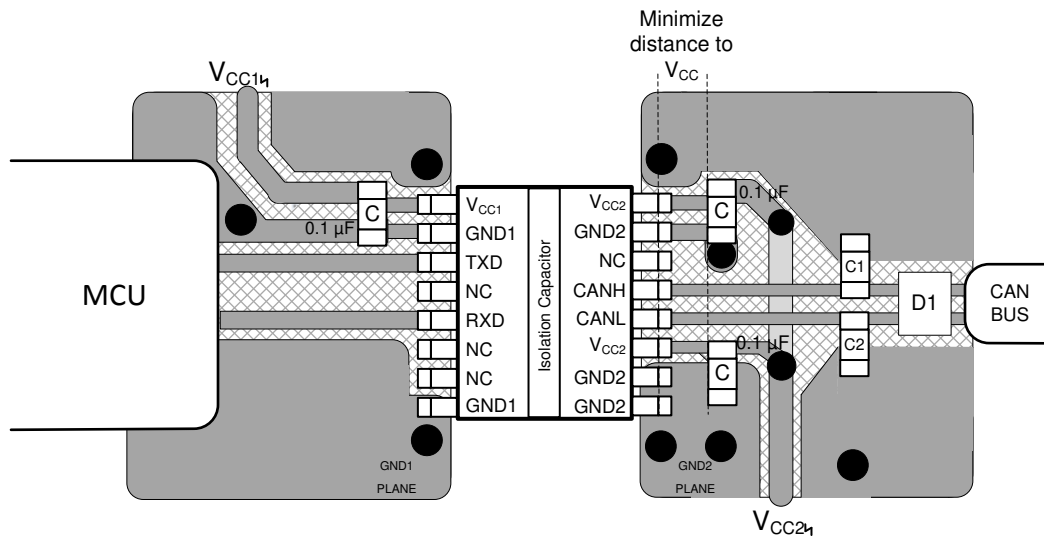 Minimize
distance to
VCC
VCC1
MCU
C
0.1 µF
VCC1
GND1
TXD
NC
RXD
NC
NC
GND1
Isolation Capacitor
VCC2
GND2
NC
CANH
CANL
VCC2
GND2
GND2
C
0.1 µF
0.1 µF
C
C1
C2
D1
CAN
BUS
GND1
PLANE
GND2
PLANE
VCC2